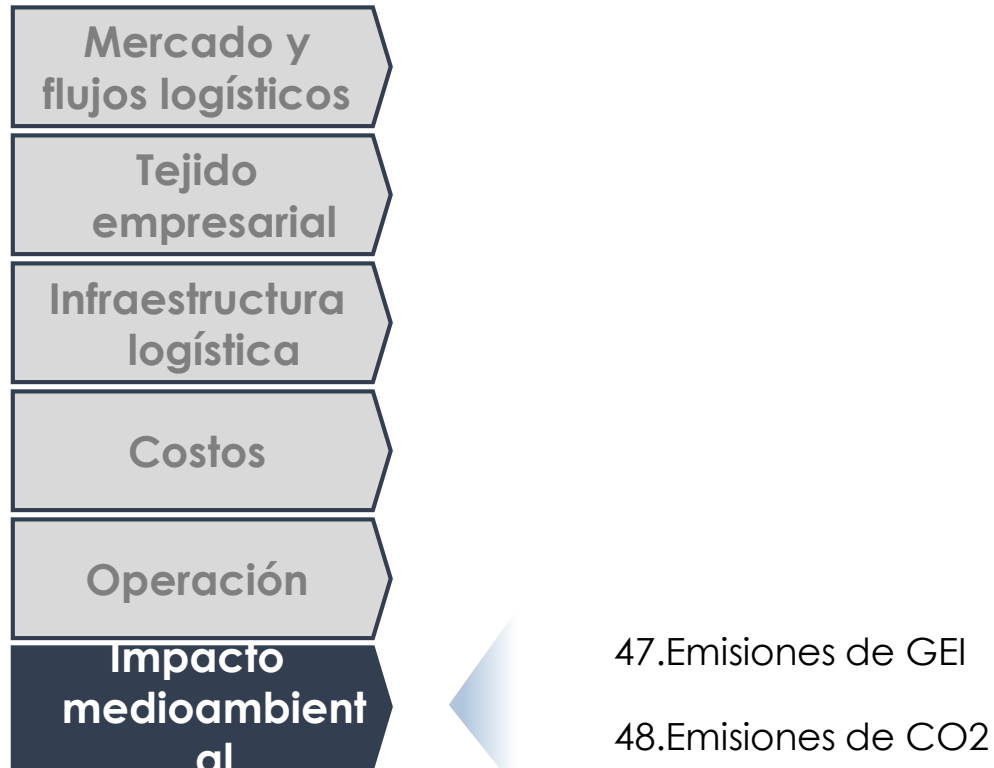 Mercado y
flujos logísticos
Tejido
empresarial
Infraestructura
logística
Costos
Operación
Impacto
medioambient
al
47.Emisiones de GEI
48.Emisiones de CO2